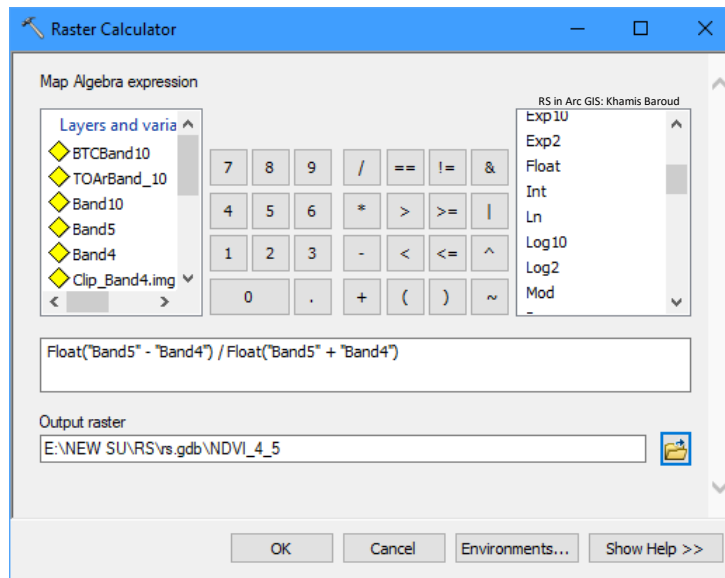 Raster Calculator
Map Algebra expression
RS in Arc GIS: Khamis Baroud
Layers and varia
BTCBand10
TOArBand_10
Band10
Band5
Band4
Clip_Band4.img
7 8 9 / == != &
4 5 6 * > >= |
1 2 3 - < <= ^
0 . + ( ) ~
Exp10
Exp2
Float
Int
Ln
Log10
Log2
Mod
Float("Band5" - "Band4") / Float("Band5" + "Band4")
Output raster
E:\NEW SU\RS\rs.gdb\NDVI_4_5
OK Cancel Environments... Show Help >>